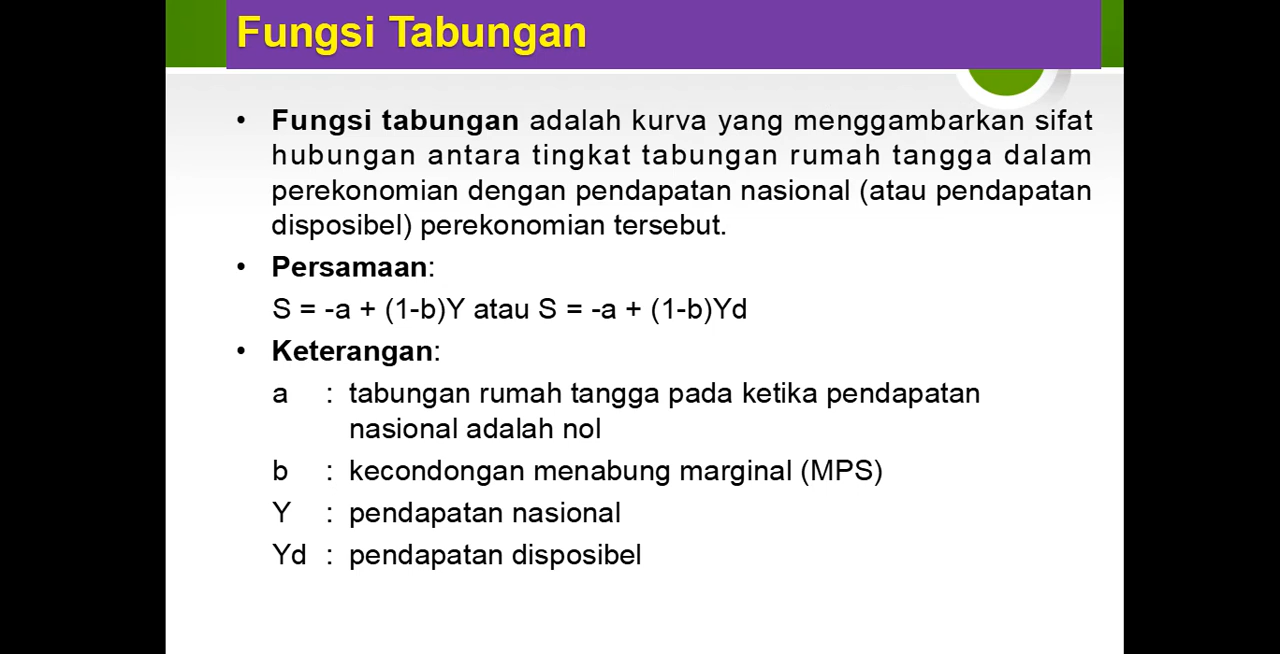 Fungsi Tabungan
• Fungsi tabungan adalah kurva yang menggambarkan sifat
hubungan antara tingkat tabungan rumah tangga dalam
perekonomian dengan pendapatan nasional (atau pendapatan
disposibel) perekonomian tersebut.
• Persamaan:
S = -a + (1-b)Y atau S = -a + (1-b)Yd
• Keterangan:
a : tabungan rumah tangga pada ketika pendapatan
nasional adalah nol
b : kecondongan menabung marginal (MPS)
Y : pendapatan nasional
Yd : pendapatan disposibel